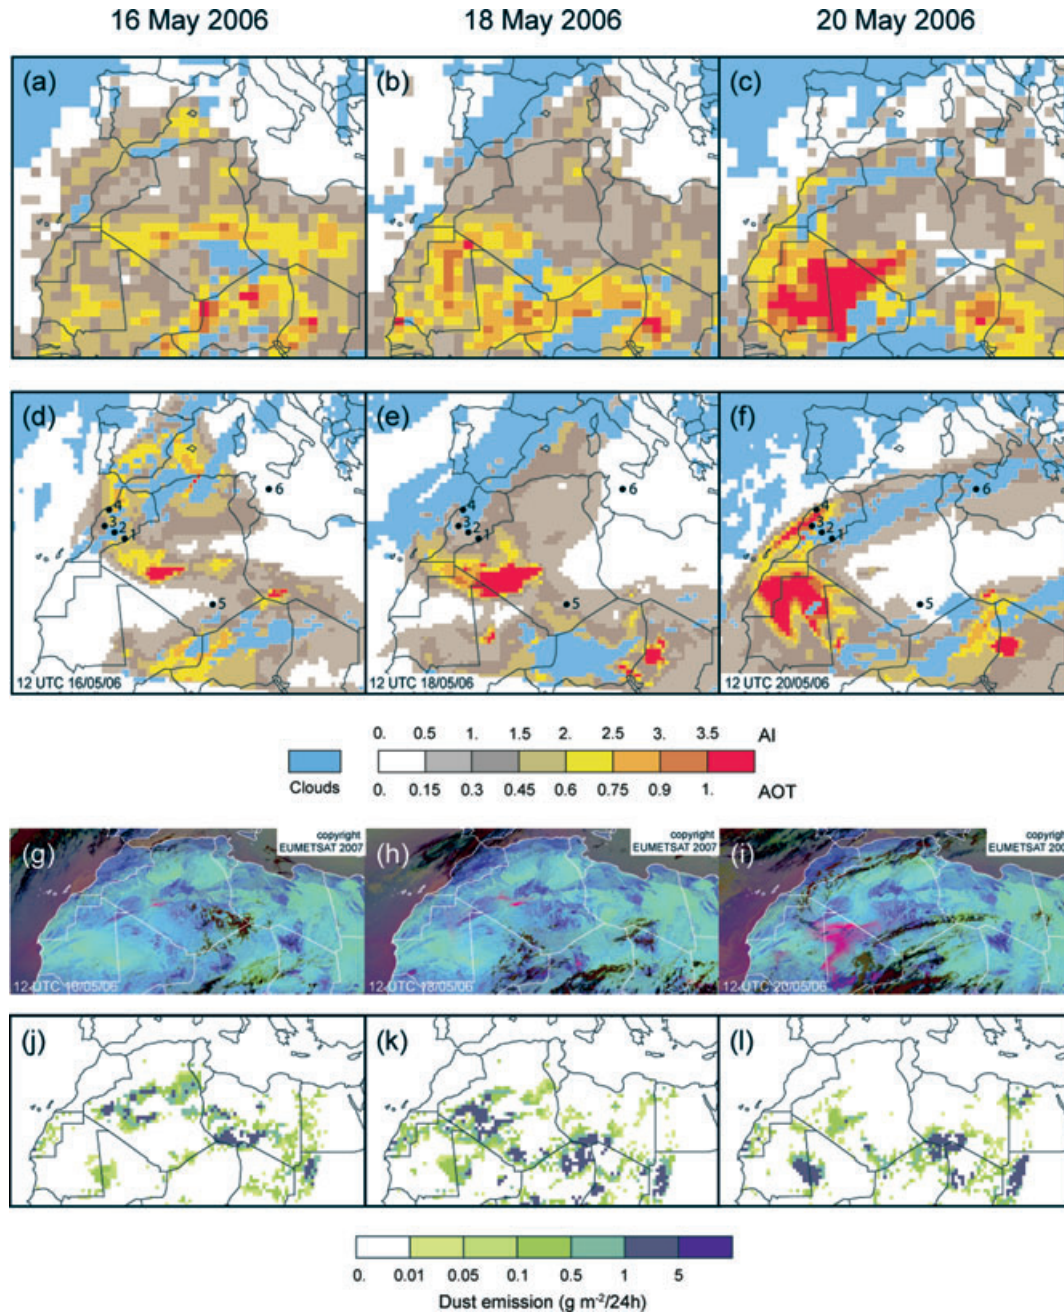 16 May 2006
18 May 2006
20 May 2006
(a)
(b)
(c)
(d)
6
4
3
2
1
5
12 UTC 16/05/06
(e)
6
4
3
2
1
5
12 UTC 18/05/06
(f)
6
4
3
2
1
5
12 UTC 20/05/06
0. 0.5 1. 1.5 2. 2.5 3. 3.5 AI
Clouds
0. 0.15 0.3 0.45 0.6 0.75 0.9 1. AOT
(g)
copyright
EUMETSAT 2007
12 UTC 16/05/06
(h)
copyright
EUMETSAT 2007
12 UTC 18/05/06
(i)
copyright
EUMETSAT 200
12 UTC 20/05/06
(j)
(k)
(l)
0. 0.01 0.05 0.1 0.5 1 5
Dust emission (g m⁻²/24h)